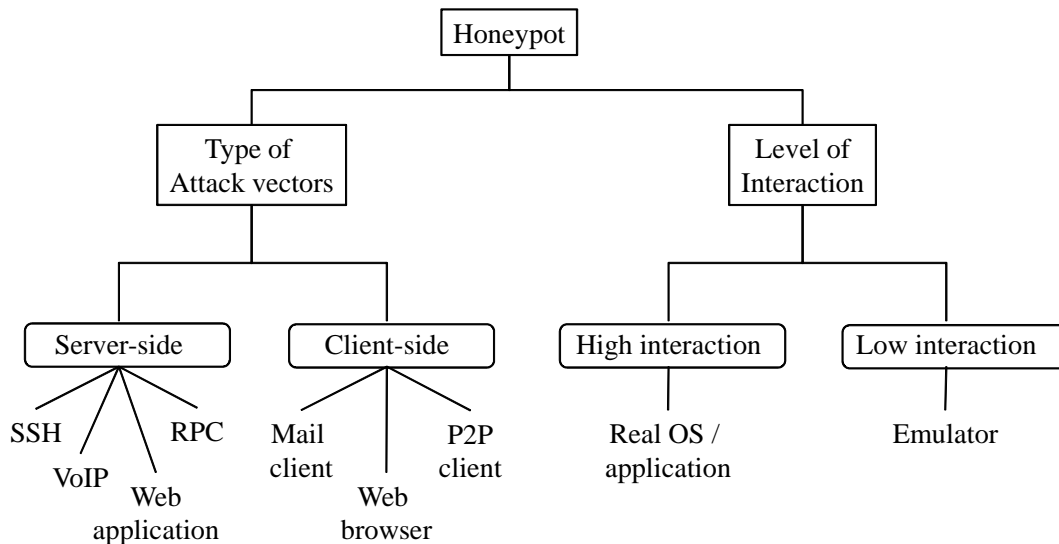 Honeypot
Type of
Attack vectors
Level of
Interaction
Server-side
Client-side
High interaction
Low interaction
SSH
VoIP
Web
application
RPC
Mail
client
Web
browser
P2P
client
Real OS /
application
Emulator